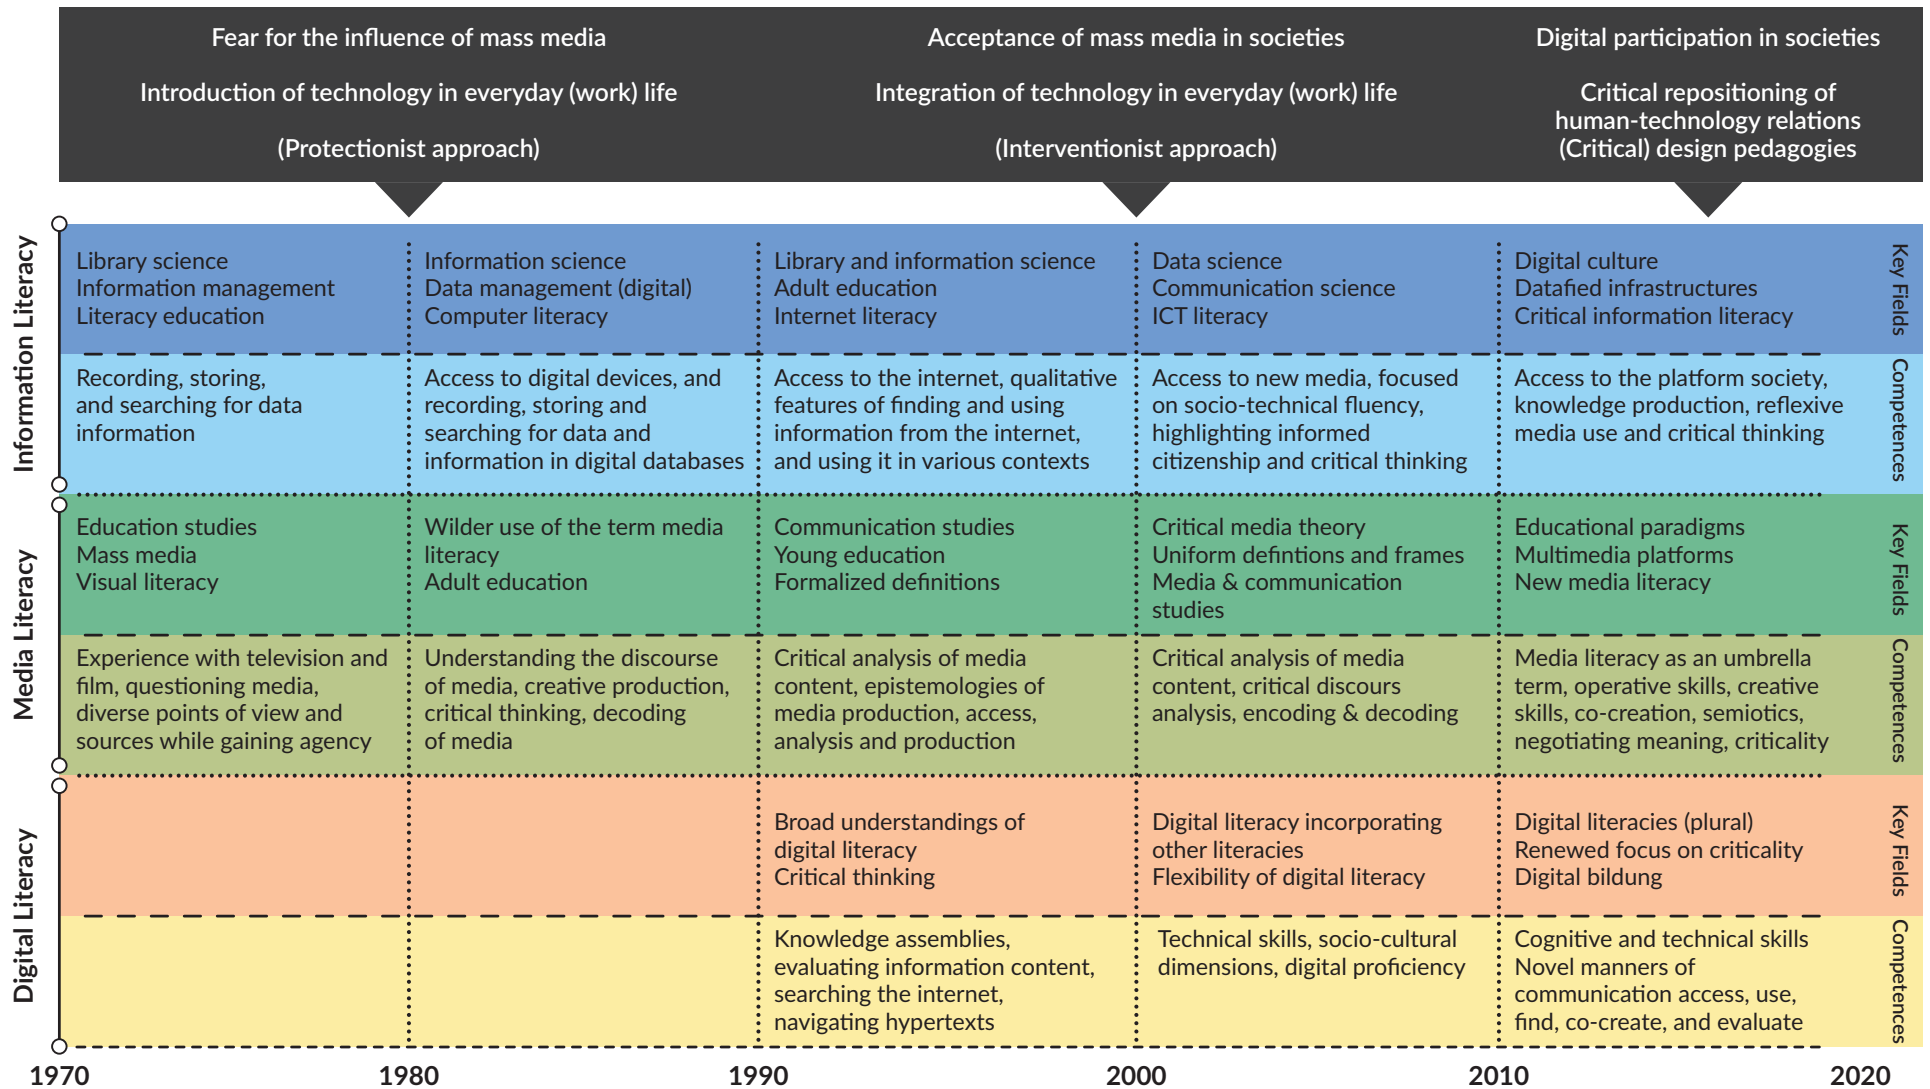 Fear for the influence of mass media
Introduction of technology in everyday (work) life
(Protectionist approach)
Acceptance of mass media in societies
Integration of technology in everyday (work) life
(Interventionist approach)
Digital participation in societies
Critical repositioning of
human-technology relations
(Critical) design pedagogies
Information Literacy
Library science
Information management
Literacy education
Information science
Data management (digital)
Computer literacy
Library and information science
Adult education
Internet literacy
Data science
Communication science
ICT literacy
Digital culture
Datafied infrastructures
Critical information literacy
Key Fields
Recording, storing,
and searching for data
information
Access to digital devices, and
recording, storing and
searching for data and
information in digital databases
Access to the internet, qualitative
features of finding and using
information from the internet,
and using it in various contexts
Access to new media, focused
on socio-technical fluency,
highlighting informed
citizenship and critical thinking
Access to the platform society,
knowledge production, reflexive
media use and critical thinking
Competences
Media Literacy
Education studies
Mass media
Visual literacy
Wilder use of the term media
literacy
Adult education
Communication studies
Young education
Formalized definitions
Critical media theory
Uniform defintions and frames
Media & communication
studies
Educational paradigms
Multimedia platforms
New media literacy
Key Fields
Experience with television and
film, questioning media,
diverse points of view and
sources while gaining agency
Understanding the discourse
of media, creative production,
critical thinking, decoding
of media
Critical analysis of media
content, epistemologies of
media production, access,
analysis and production
Critical analysis of media
content, critical discours
analysis, encoding & decoding
Media literacy as an umbrella
term, operative skills, creative
skills, co-creation, semiotics,
negotiating meaning, criticality
Competences
Digital Literacy
Broad understandings of
digital literacy
Critical thinking
Digital literacy incorporating
other literacies
Flexibility of digital literacy
Digital literacies (plural)
Renewed focus on criticality
Digital bildung
Key Fields
Knowledge assemblies,
evaluating information content,
searching the internet,
navigating hypertexts
Technical skills, socio-cultural
dimensions, digital proficiency
Cognitive and technical skills
Novel manners of
communication access, use,
find, co-create, and evaluate
Competences
1970
1980
1990
2000
2010
2020